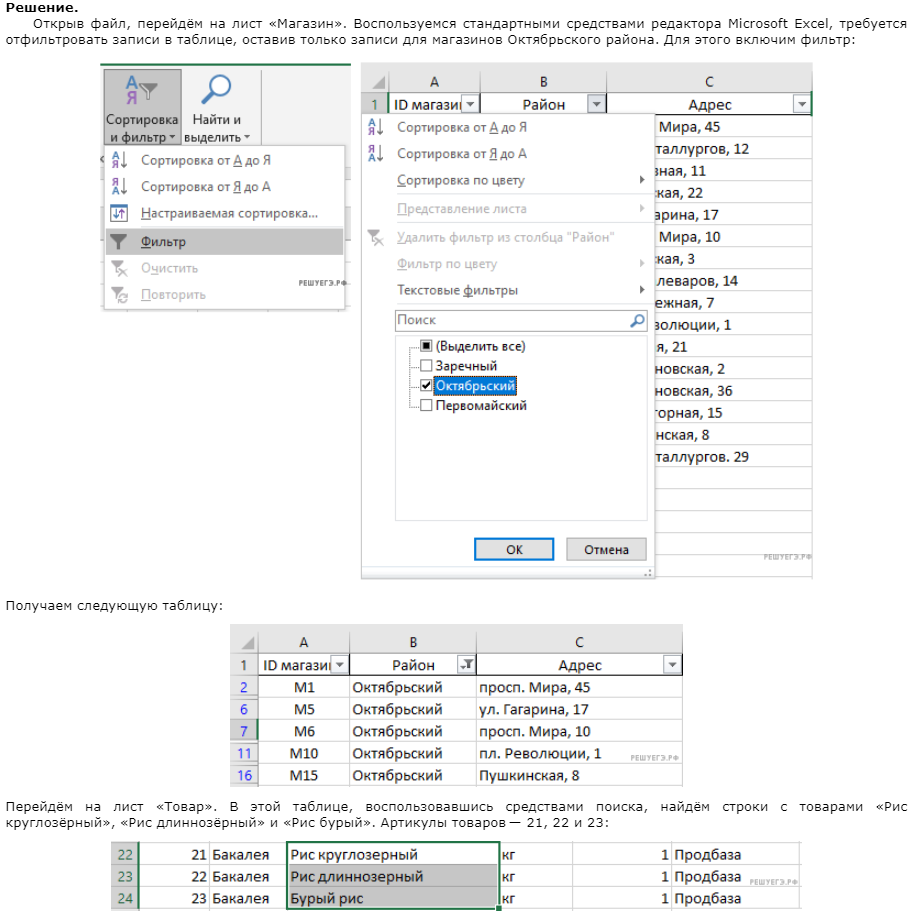 Решение.
Открыв файл, перейдём на лист «Магазин». Воспользуемся стандартными средствами редактора Microsoft Excel, требуется
отфильтровать записи в таблице, оставив только записи для магазинов Октябрьского района. Для этого включим фильтр:
Сортировка и фильтр
Найти и выделить
Сортировка от А до Я
Сортировка от Я до А
Настраиваемая сортировка...
Фильтр
Очистить
Повторить
РЕШУЕГЭ.РФ
A B C
1 ID магази Район Адрес
Сортировка от А до Я
Сортировка от Я до А
Сортировка по цвету
Представление листа
Удалить фильтр из столбца "Район"
Фильтр по цвету
Текстовые фильтры
Поиск
(Выделить все)
Заречный
Октябрьский
Первомайский
ОК Отмена
Мира, 45
таллургов, 12
вная, 11
кая, 22
арина, 17
Мира, 10
кая, 3
леваров, 14
ежная, 7
золюции, 1
я, 21
новская, 2
новская, 36
горная, 15
нская, 8
таллургов. 29
РЕШУЕГЭ.РФ
Получаем следующую таблицу:
A B C
1 ID магази Район Адрес
2 М1 Октябрьский просп. Мира, 45
6 М5 Октябрьский ул. Гагарина, 17
7 М6 Октябрьский просп. Мира, 10
11 М10 Октябрьский пл. Революции, 1
РЕШУЕГЭ.РФ
16 М15 Октябрьский Пушкинская, 8
Перейдём на лист «Товар». В этой таблице, воспользовавшись средствами поиска, найдём строки с товарами «Рис
круглозёрный», «Рис длиннозёрный» и «Рис бурый». Артикулы товаров — 21, 22 и 23:
22 21 Бакалея Рис круглозерный кг 1 Продбаза
23 22 Бакалея Рис длиннозерный кг 1 Продбаза
РЕШУЕГЭ.РФ
24 23 Бакалея Бурый рис кг 1 Продбаза